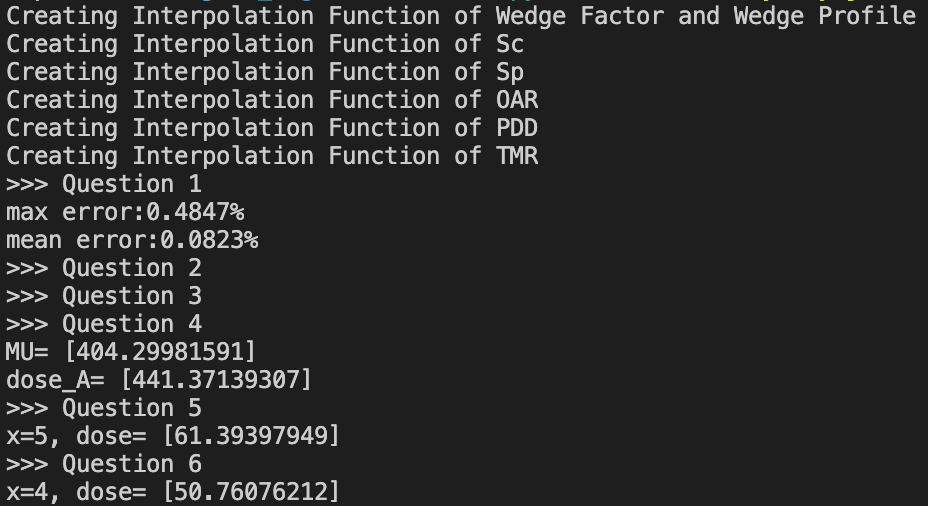 Creating Interpolation Function of Wedge Factor and Wedge Profile
Creating Interpolation Function of Sc
Creating Interpolation Function of Sp
Creating Interpolation Function of OAR
Creating Interpolation Function of PDD
Creating Interpolation Function of TMR
>>> Question 1
max error:0.4847%
mean error:0.0823%
>>> Question 2
>>> Question 3
>>> Question 4
MU= [404.29981591]
dose_A= [441.37139307]
>>> Question 5
x=5, dose= [61.39397949]
>>> Question 6
x=4, dose= [50.76076212]